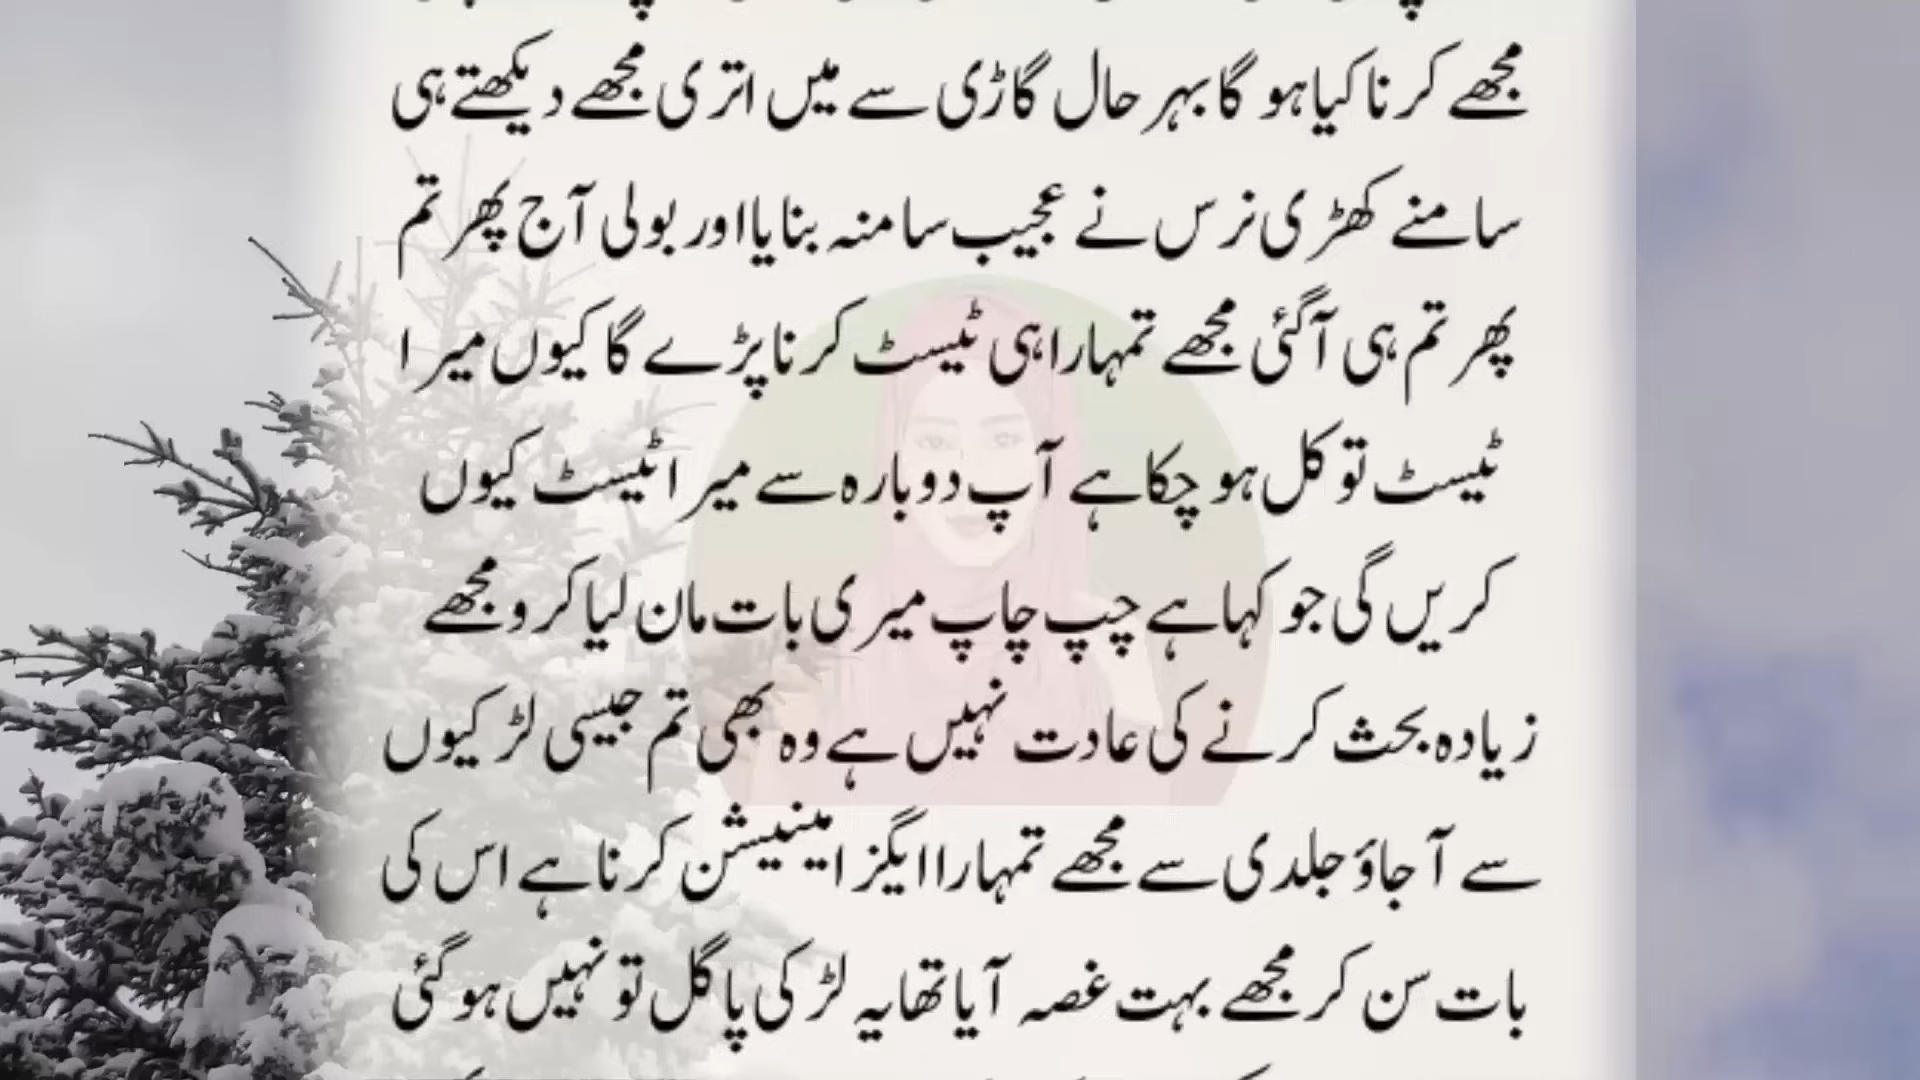 مجھے کرنا کیا ہو گا بہر حال گاڑی سے میں اتری مجھے دیکھتے ہی
سامنے کھڑی نرس نے عجیب سا منہ بنایا اور بولی آج پھر تم
پھر تم ہی آگئی مجھے تمہارا ہی ٹیسٹ کرنا پڑے گا کیوں میرا
ٹیسٹ تو کل ہو چکا ہے آپ دوبارہ سے میرا ٹیسٹ کیوں
کریں گی جو کہا ہے چپ چاپ میری بات مان لیا کرو مجھے
زیادہ بحث کرنے کی عادت نہیں ہے وہ بھی تم جیسی لڑکیوں
سے آجاؤ جلدی سے مجھے تمہارا ایگزامینیشن کرنا ہے اس کی
بات سن کر مجھے بہت غصہ آیا تھا یہ لڑکی پاگل تو نہیں ہو گئی